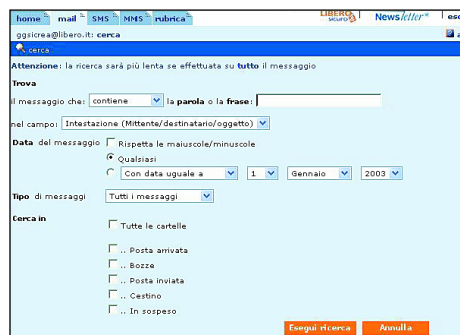 home mail SMS MMS rubrica LIBERO sicuro Newsletter
ggsicrea@libero.it: cerca
cerca
Attenzione: la ricerca sarà più lenta se effettuata su tutto il messaggio
Trova
il messaggio che: contiene la parola o la frase:
nel campo: Intestazione (Mittente/destinatario/oggetto)
Data del messaggio Rispetta le maiuscole/minuscole
Qualsiasi
Con data uguale a 1 Gennaio 2003
Tipo di messaggi Tutti i messaggi
Cerca in
Tutte le cartelle
.. Posta arrivata
.. Bozze
.. Posta inviata
.. Cestino
.. In sospeso
Esegui ricerca Annulla